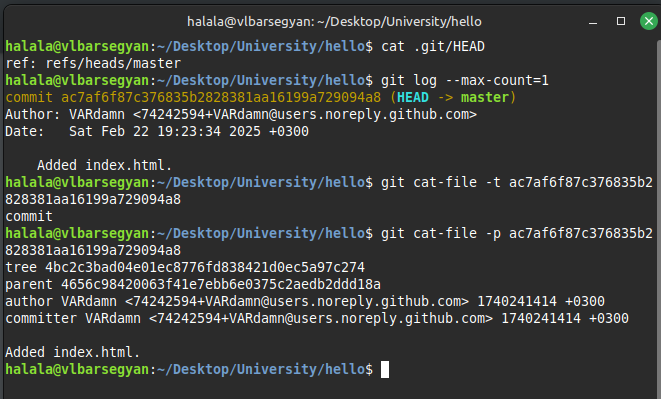 halala@vlbarsegyan: ~/Desktop/University/hello
halala@vlbarsegyan:~/Desktop/University/hello$ cat .git/HEAD
ref: refs/heads/master
halala@vlbarsegyan:~/Desktop/University/hello$ git log --max-count=1
commit ac7af6f87c376835b2828381aa16199a729094a8 (HEAD -> master)
Author: VARdamn <74242594+VARdamn@users.noreply.github.com>
Date:   Sat Feb 22 19:23:34 2025 +0300

    Added index.html.
halala@vlbarsegyan:~/Desktop/University/hello$ git cat-file -t ac7af6f87c376835b2
828381aa16199a729094a8
commit
halala@vlbarsegyan:~/Desktop/University/hello$ git cat-file -p ac7af6f87c376835b2
828381aa16199a729094a8
tree 4bc2c3bad04e01ec8776fd838421d0ec5a97c274
parent 4656c98420063f41e7ebb6e0375c2aedb2ddd18a
author VARdamn <74242594+VARdamn@users.noreply.github.com> 1740241414 +0300
committer VARdamn <74242594+VARdamn@users.noreply.github.com> 1740241414 +0300

Added index.html.
halala@vlbarsegyan:~/Desktop/University/hello$